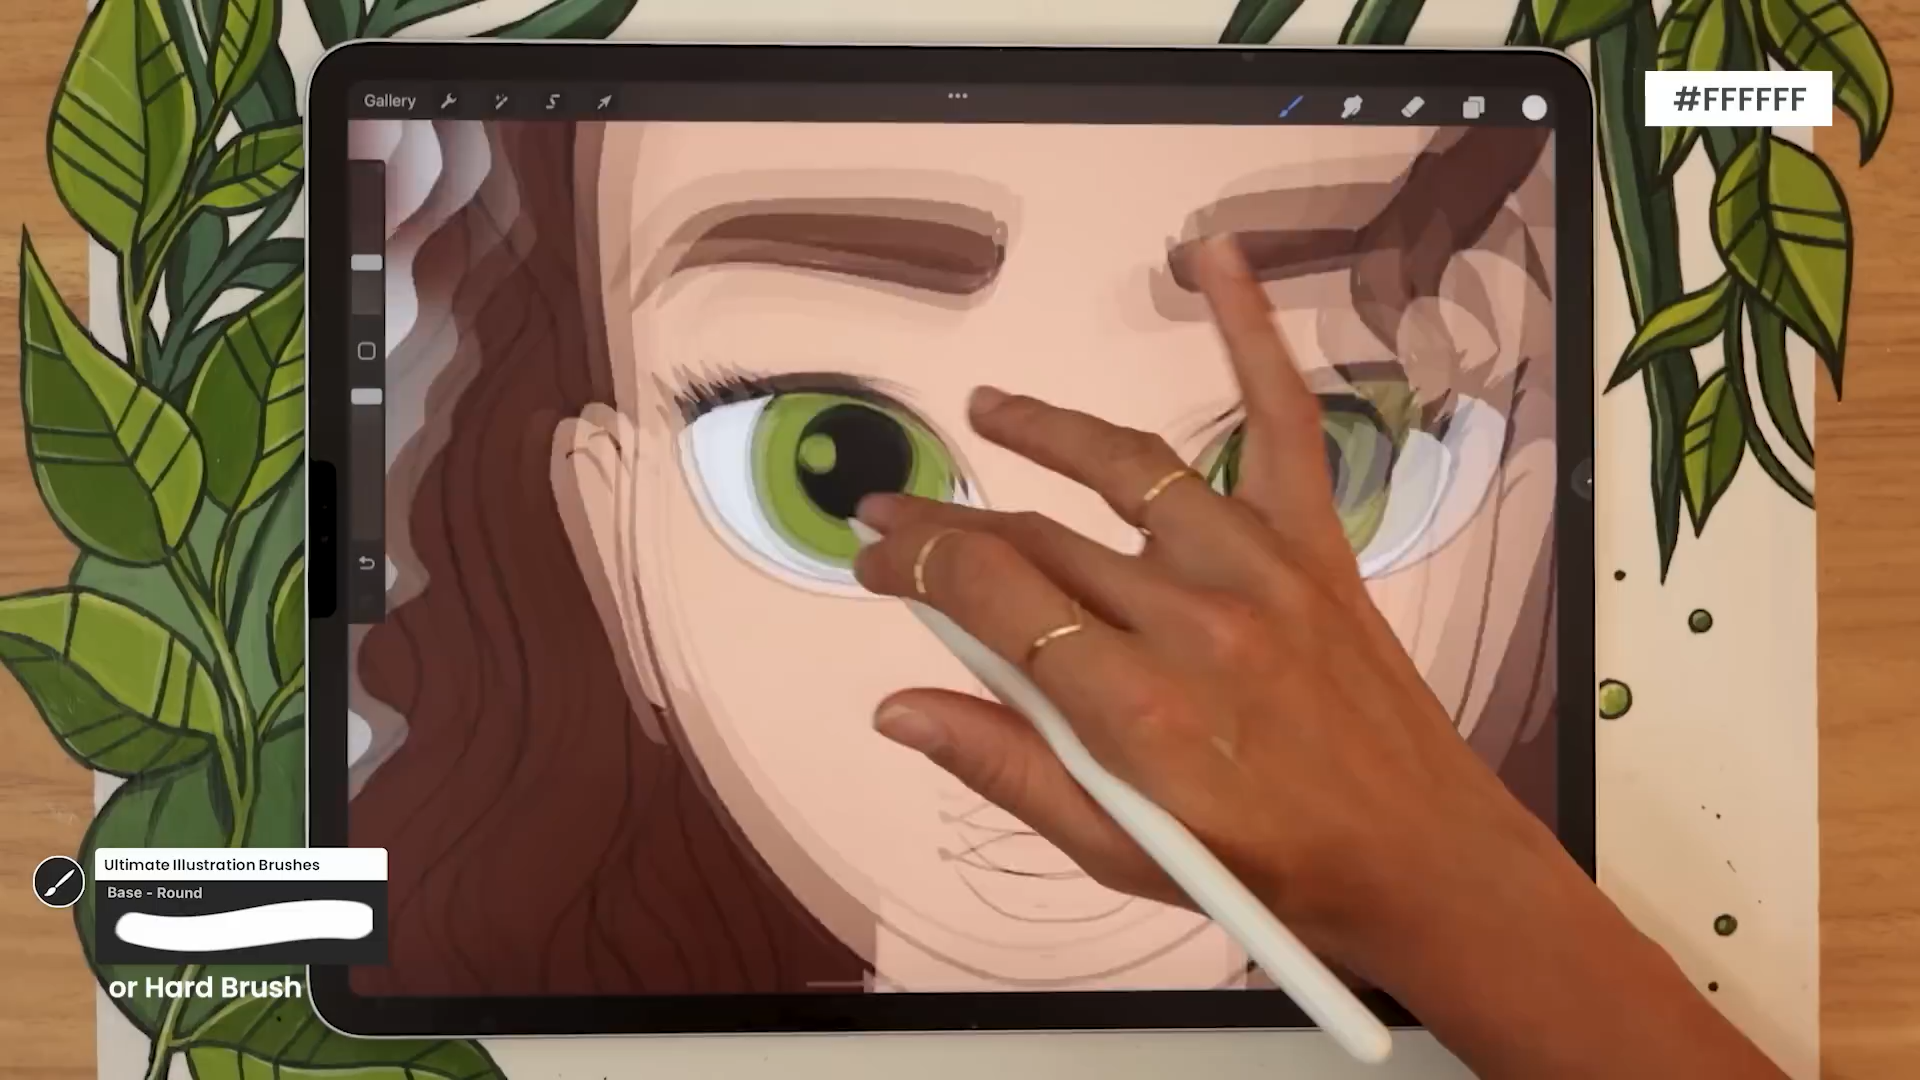 Gallery
#FFFFFF
Ultimate Illustration Brushes
Base - Round
or Hard Brush